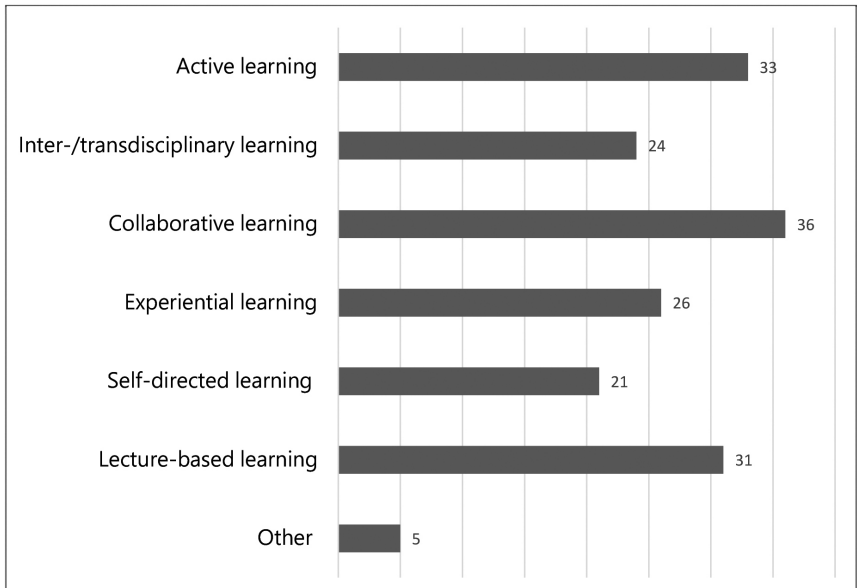 Active learning 33
Inter-/transdisciplinary learning 24
Collaborative learning 36
Experiential learning 26
Self-directed learning 21
Lecture-based learning 31
Other 5